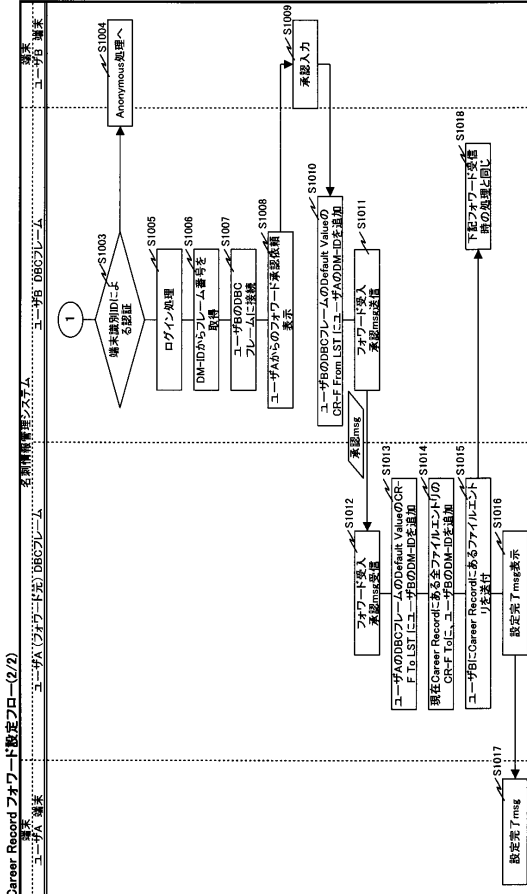 Career Record フォワード設定フロー(2/2)
端末
名刺情報管理システム
端末
ユーザA 端末
ユーザA（フォワード元）DBCフレーム
ユーザB DBCフレーム
ユーザB 端末
1
S1003
端末識別IDによ
る認証
S1004
Anonymous処理へ
S1005
ログイン処理
S1006
DM-IDからフレーム番号を
取得
S1007
ユーザBのDBC
フレームに接続
S1008
ユーザAからのフォワード承認依頼
表示
S1009
承認入力
S1010
ユーザBのDBCフレームのDefault Valueの
CR-F From LST にユーザAのDM-IDを追加
S1011
フォワード受入
承認msg送信
承認msg
S1012
フォワード受入
承認msg受信
S1013
ユーザAのDBCフレームのDefault ValueのCR-
F To LST にユーザBのDM-IDを追加
S1014
現在Career Recordにある全ファイルエントリの
CR-F Toに、ユーザBのDM-IDを追加
S1015
ユーザBにCareer Recordにあるファイルエント
リを送付
S1016
設定完了msg表示
S1017
設定完了msg
S1018
下記フォワード受信
時の処理と同じ